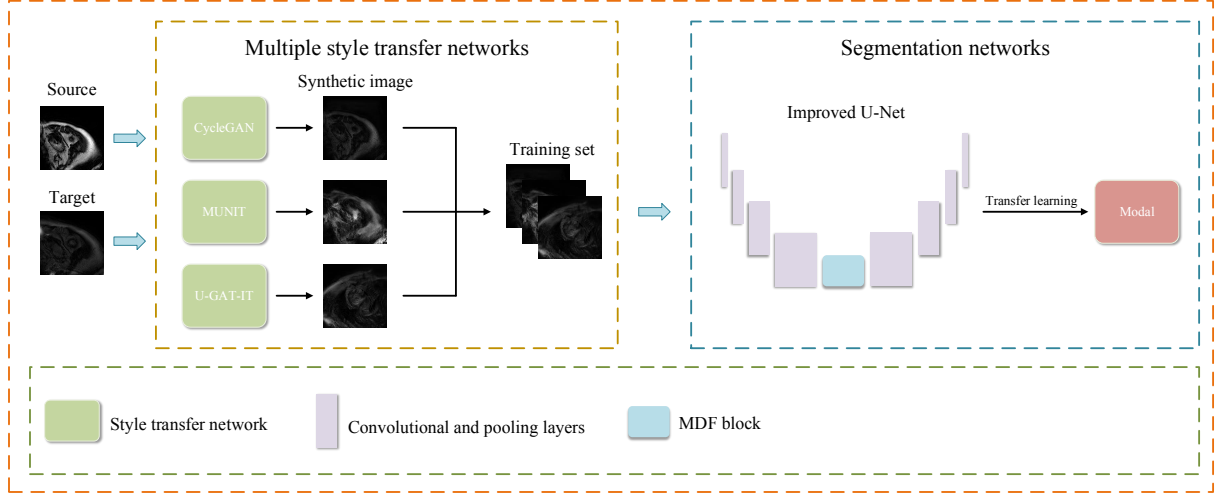 Multiple style transfer networks
Segmentation networks
Source
Synthetic image
Improved U-Net
CycleGAN
Training set
Target
MUNIT
Transfer learning
Modal
U-GAT-IT
Style transfer network
Convolutional and pooling layers
MDF block